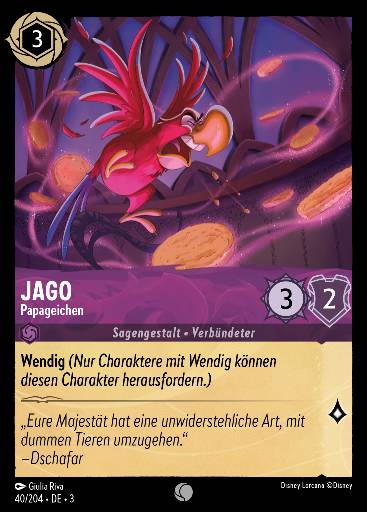 3
JAGO
Papageichen
3
2
Sagengestalt • Verbündeter
Wendig (Nur Charaktere mit Wendig können
diesen Charakter herausfordern.)
„Eure Majestät hat eine unwiderstehliche Art, mit
dummen Tieren umzugehen.“
–Dschafar
Giulia Riva
40/204 • DE • 3
Disney Lorcana ©Disney